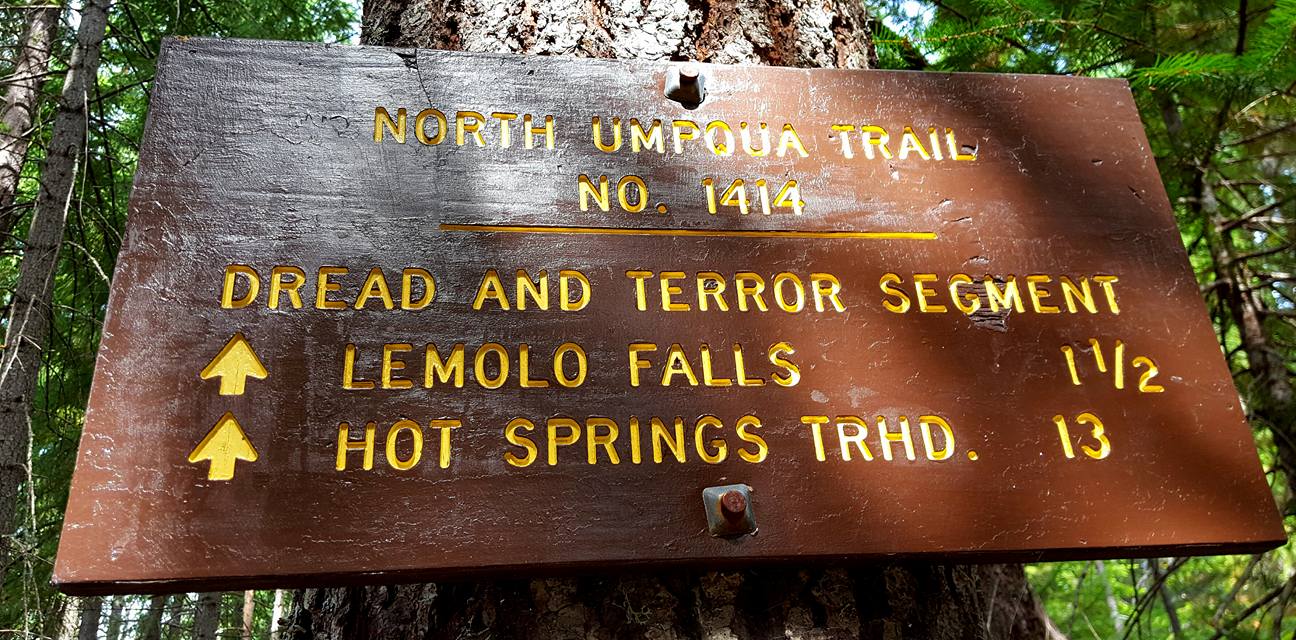 NORTH UMPQUA TRAIL
NO. 1414
DREAD AND TERROR SEGMENT
↑ LEMOLO FALLS 1 1/2
↑ HOT SPRINGS TRHD. 13